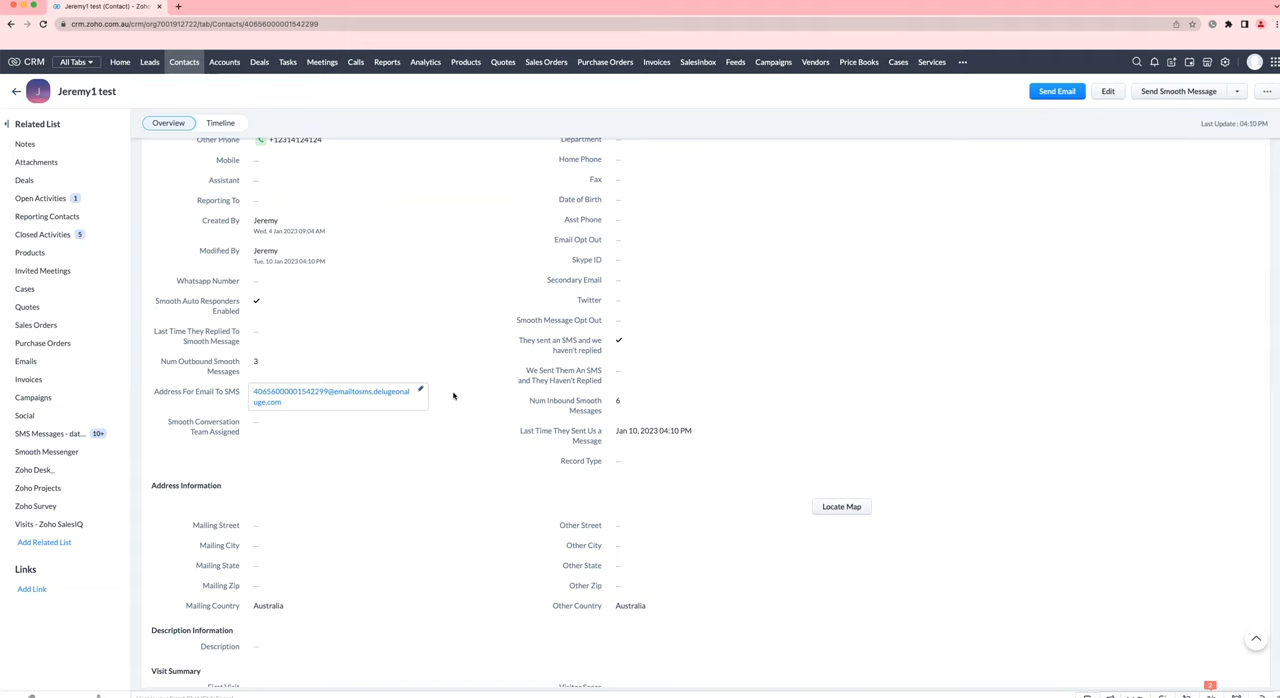 Jeremy1 test (Contact) - Zoho
crm.zoho.com.au/crm/org7001912722/tab/Contacts/40656000001542299
CRM
All Tabs
Home Leads Contacts Accounts Deals Tasks Meetings Calls Reports Analytics Products Quotes Sales Orders Purchase Orders Invoices SalesInbox Feeds Campaigns Vendors Price Books Cases Services
J
Jeremy1 test
Send Email
Edit
Send Smooth Message
Related List
Overview
Timeline
Last Update : 04:10 PM
Notes
Attachments
Deals
Open Activities 1
Reporting Contacts
Closed Activities 5
Products
Invited Meetings
Cases
Quotes
Sales Orders
Purchase Orders
Emails
Invoices
Campaigns
Social
SMS Messages - dat... 10+
Smooth Messenger
Zoho Desk_
Zoho Projects
Zoho Survey
Visits - Zoho SalesIQ
Add Related List
Links
Add Link
Other Phone +12314124124
Mobile —
Assistant —
Reporting To —
Created By Jeremy
Wed, 4 Jan 2023 09:04 AM
Modified By Jeremy
Tue, 10 Jan 2023 04:10 PM
Whatsapp Number —
Smooth Auto Responders
Enabled
Last Time They Replied To —
Smooth Message
Num Outbound Smooth 3
Messages
Address For Email To SMS 40656000001542299@emailtosms.delugeonal
uge.com
Smooth Conversation —
Team Assigned
Department —
Home Phone —
Fax —
Date of Birth —
Asst Phone —
Email Opt Out —
Skype ID —
Secondary Email —
Twitter —
Smooth Message Opt Out —
They sent an SMS and we
haven't replied
We Sent Them An SMS —
and They Haven't Replied
Num Inbound Smooth 6
Messages
Last Time They Sent Us a Jan 10, 2023 04:10 PM
Message
Record Type —
Address Information
Locate Map
Mailing Street —
Mailing City —
Mailing State —
Mailing Zip —
Mailing Country Australia
Other Street —
Other City —
Other State —
Other Zip —
Other Country Australia
Description Information
Description —
Visit Summary
First Visit
Visitor Score
2